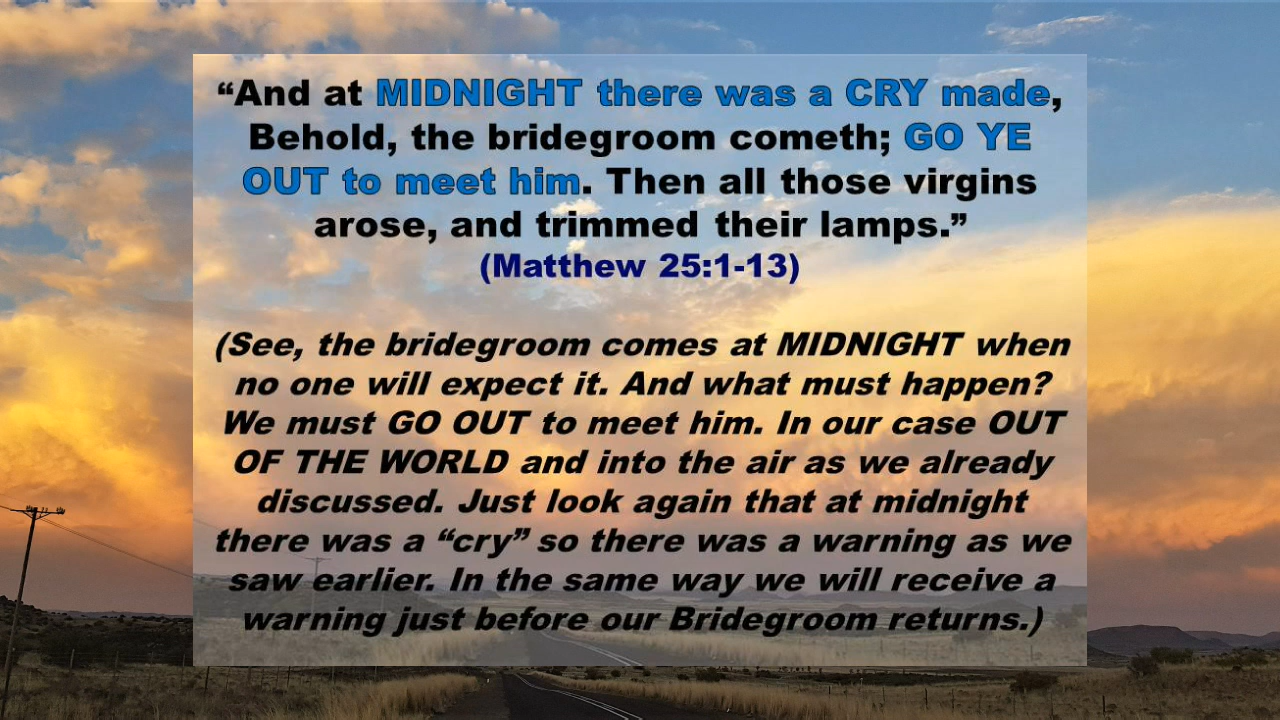 “And at MIDNIGHT there was a CRY made,
Behold, the bridegroom cometh; GO YE
OUT to meet him. Then all those virgins
arose, and trimmed their lamps.”
(Matthew 25:1-13)
(See, the bridegroom comes at MIDNIGHT when
no one will expect it. And what must happen?
We must GO OUT to meet him. In our case OUT
OF THE WORLD and into the air as we already
discussed. Just look again that at midnight
there was a “cry” so there was a warning as we
saw earlier. In the same way we will receive a
warning just before our Bridegroom returns.)